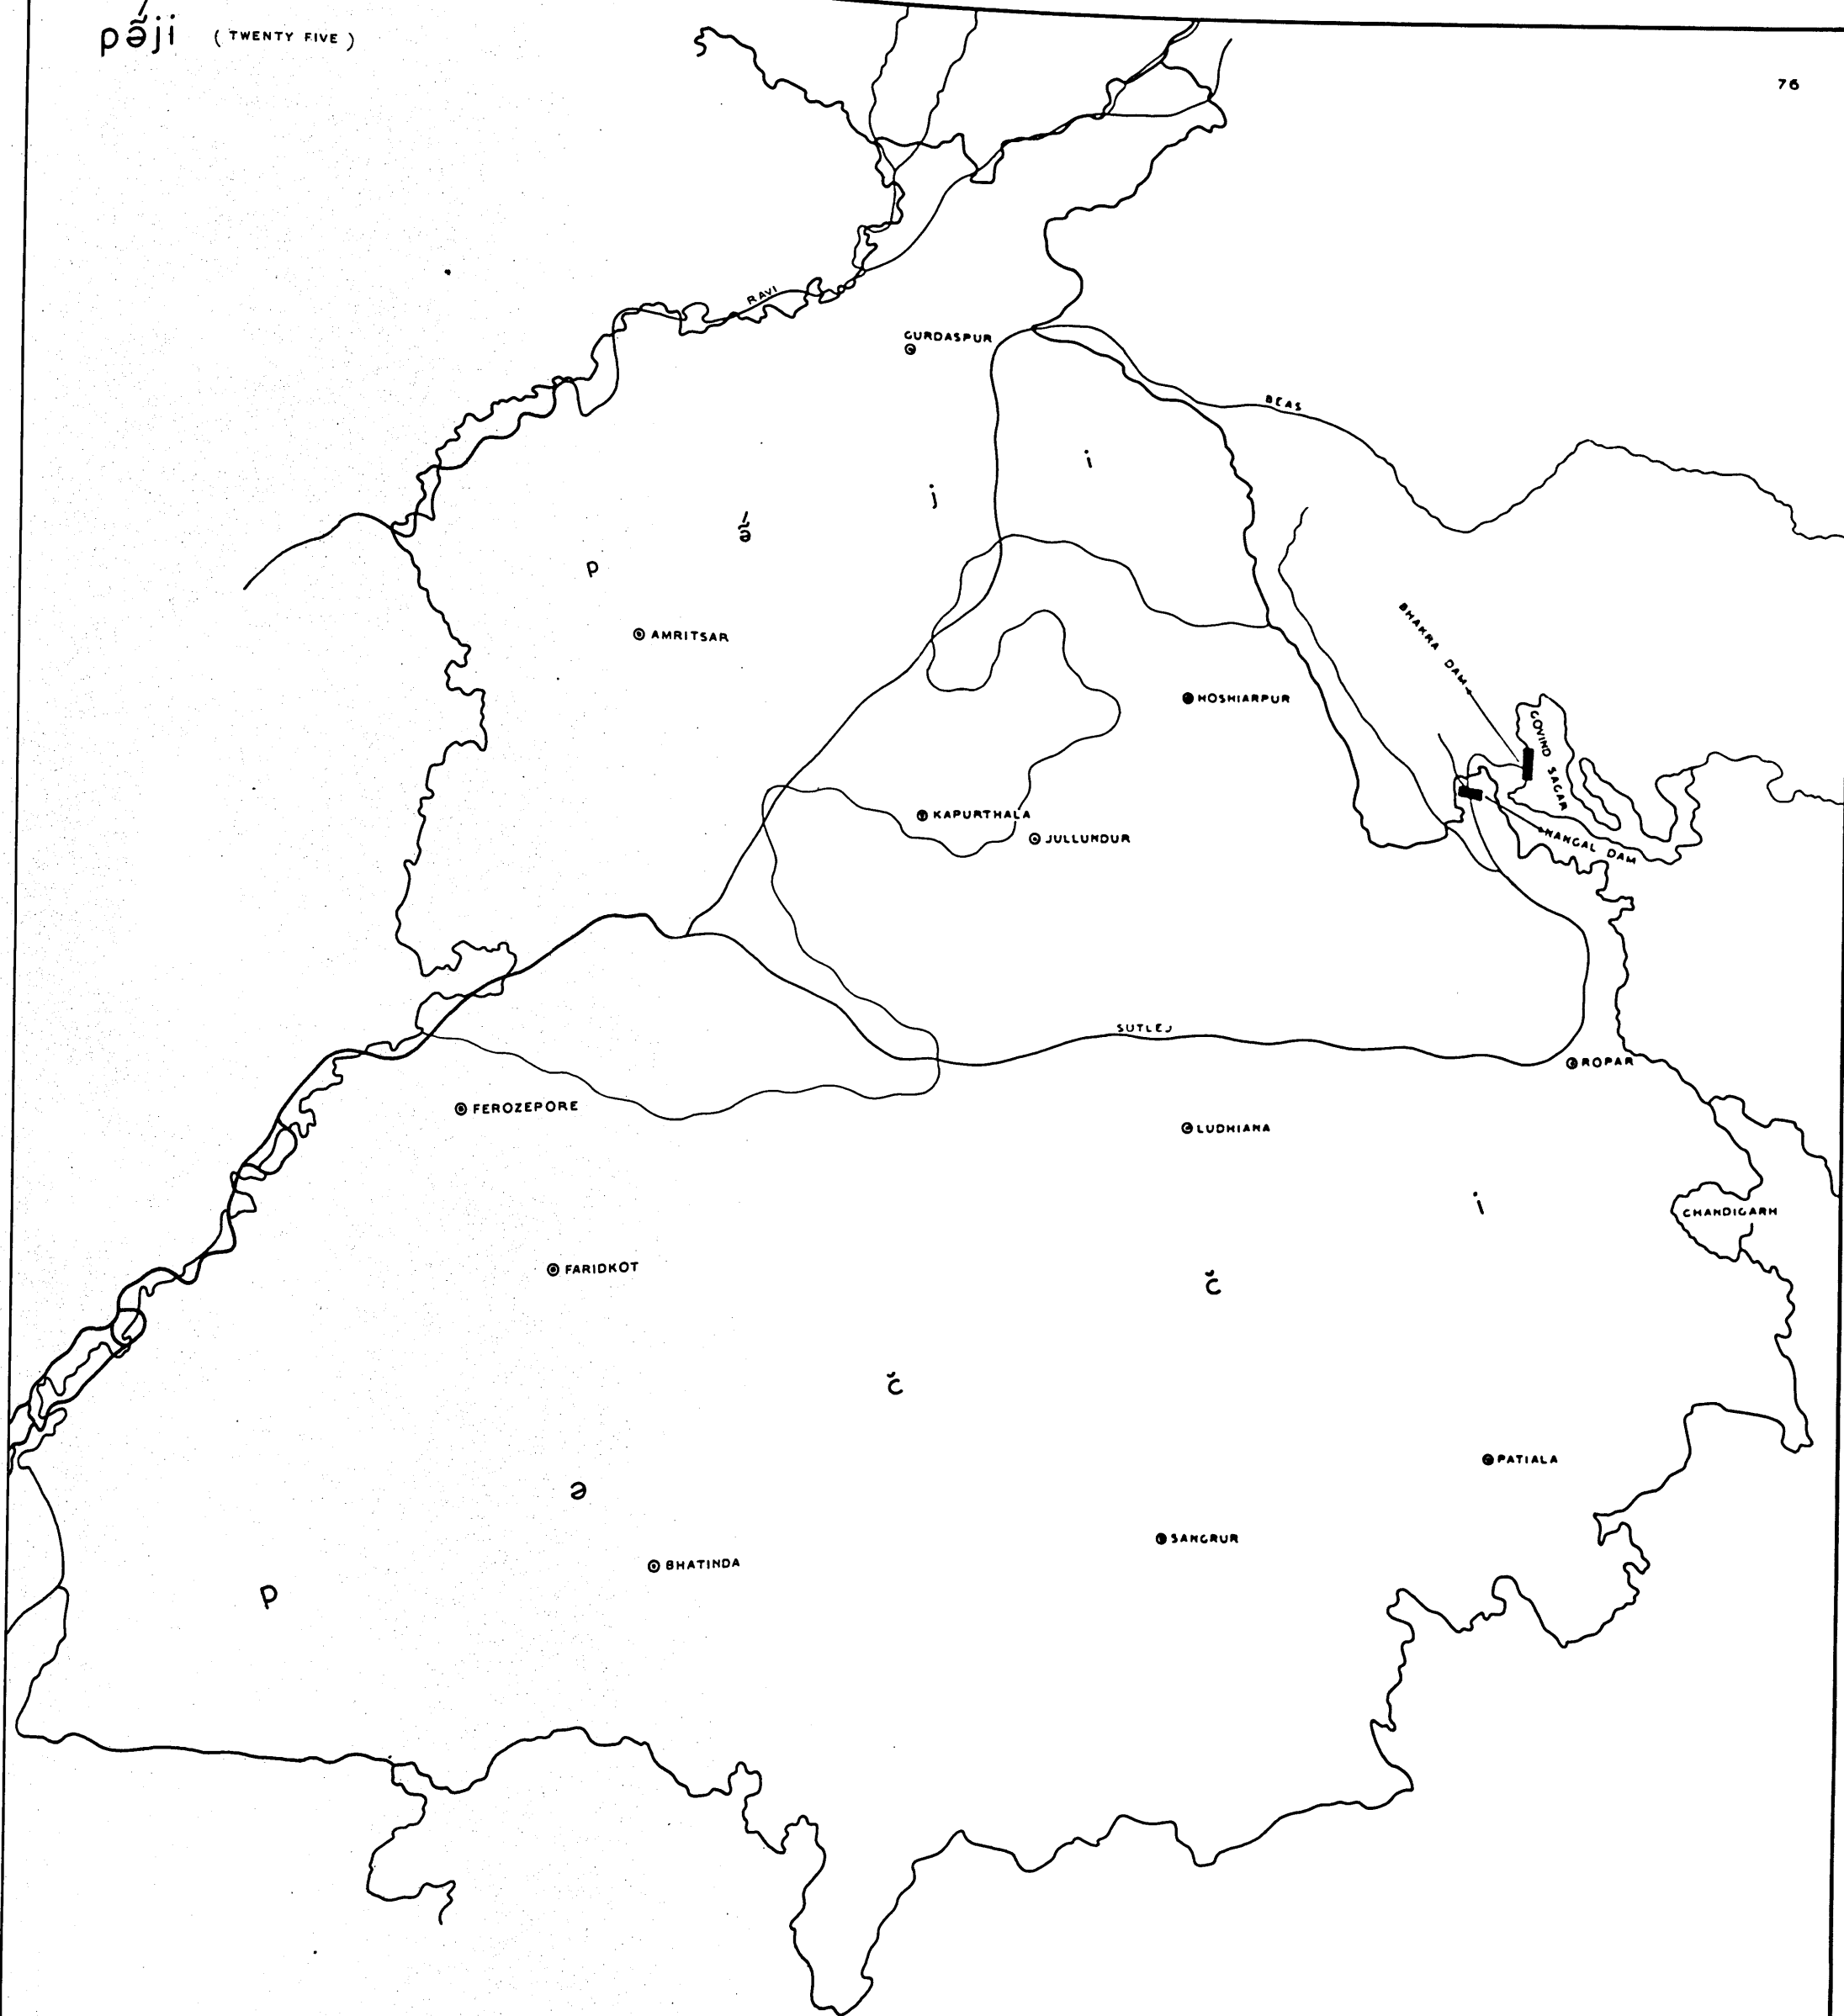 pə̃́ji ( TWENTY FIVE )
76
RAVI
GURDASPUR
BEAS
i
j
ə̃́
p
AMRITSAR
BHAKRA DAM
HOSHIARPUR
GOVIND SAGAR
KAPURTHALA
JULLUNDUR
NANGAL DAM
SUTLEJ
ROPAR
FEROZEPORE
LUDHIANA
i
CHANDIGARH
FARIDKOT
č
č
PATIALA
ə
SANGRUR
BHATINDA
p